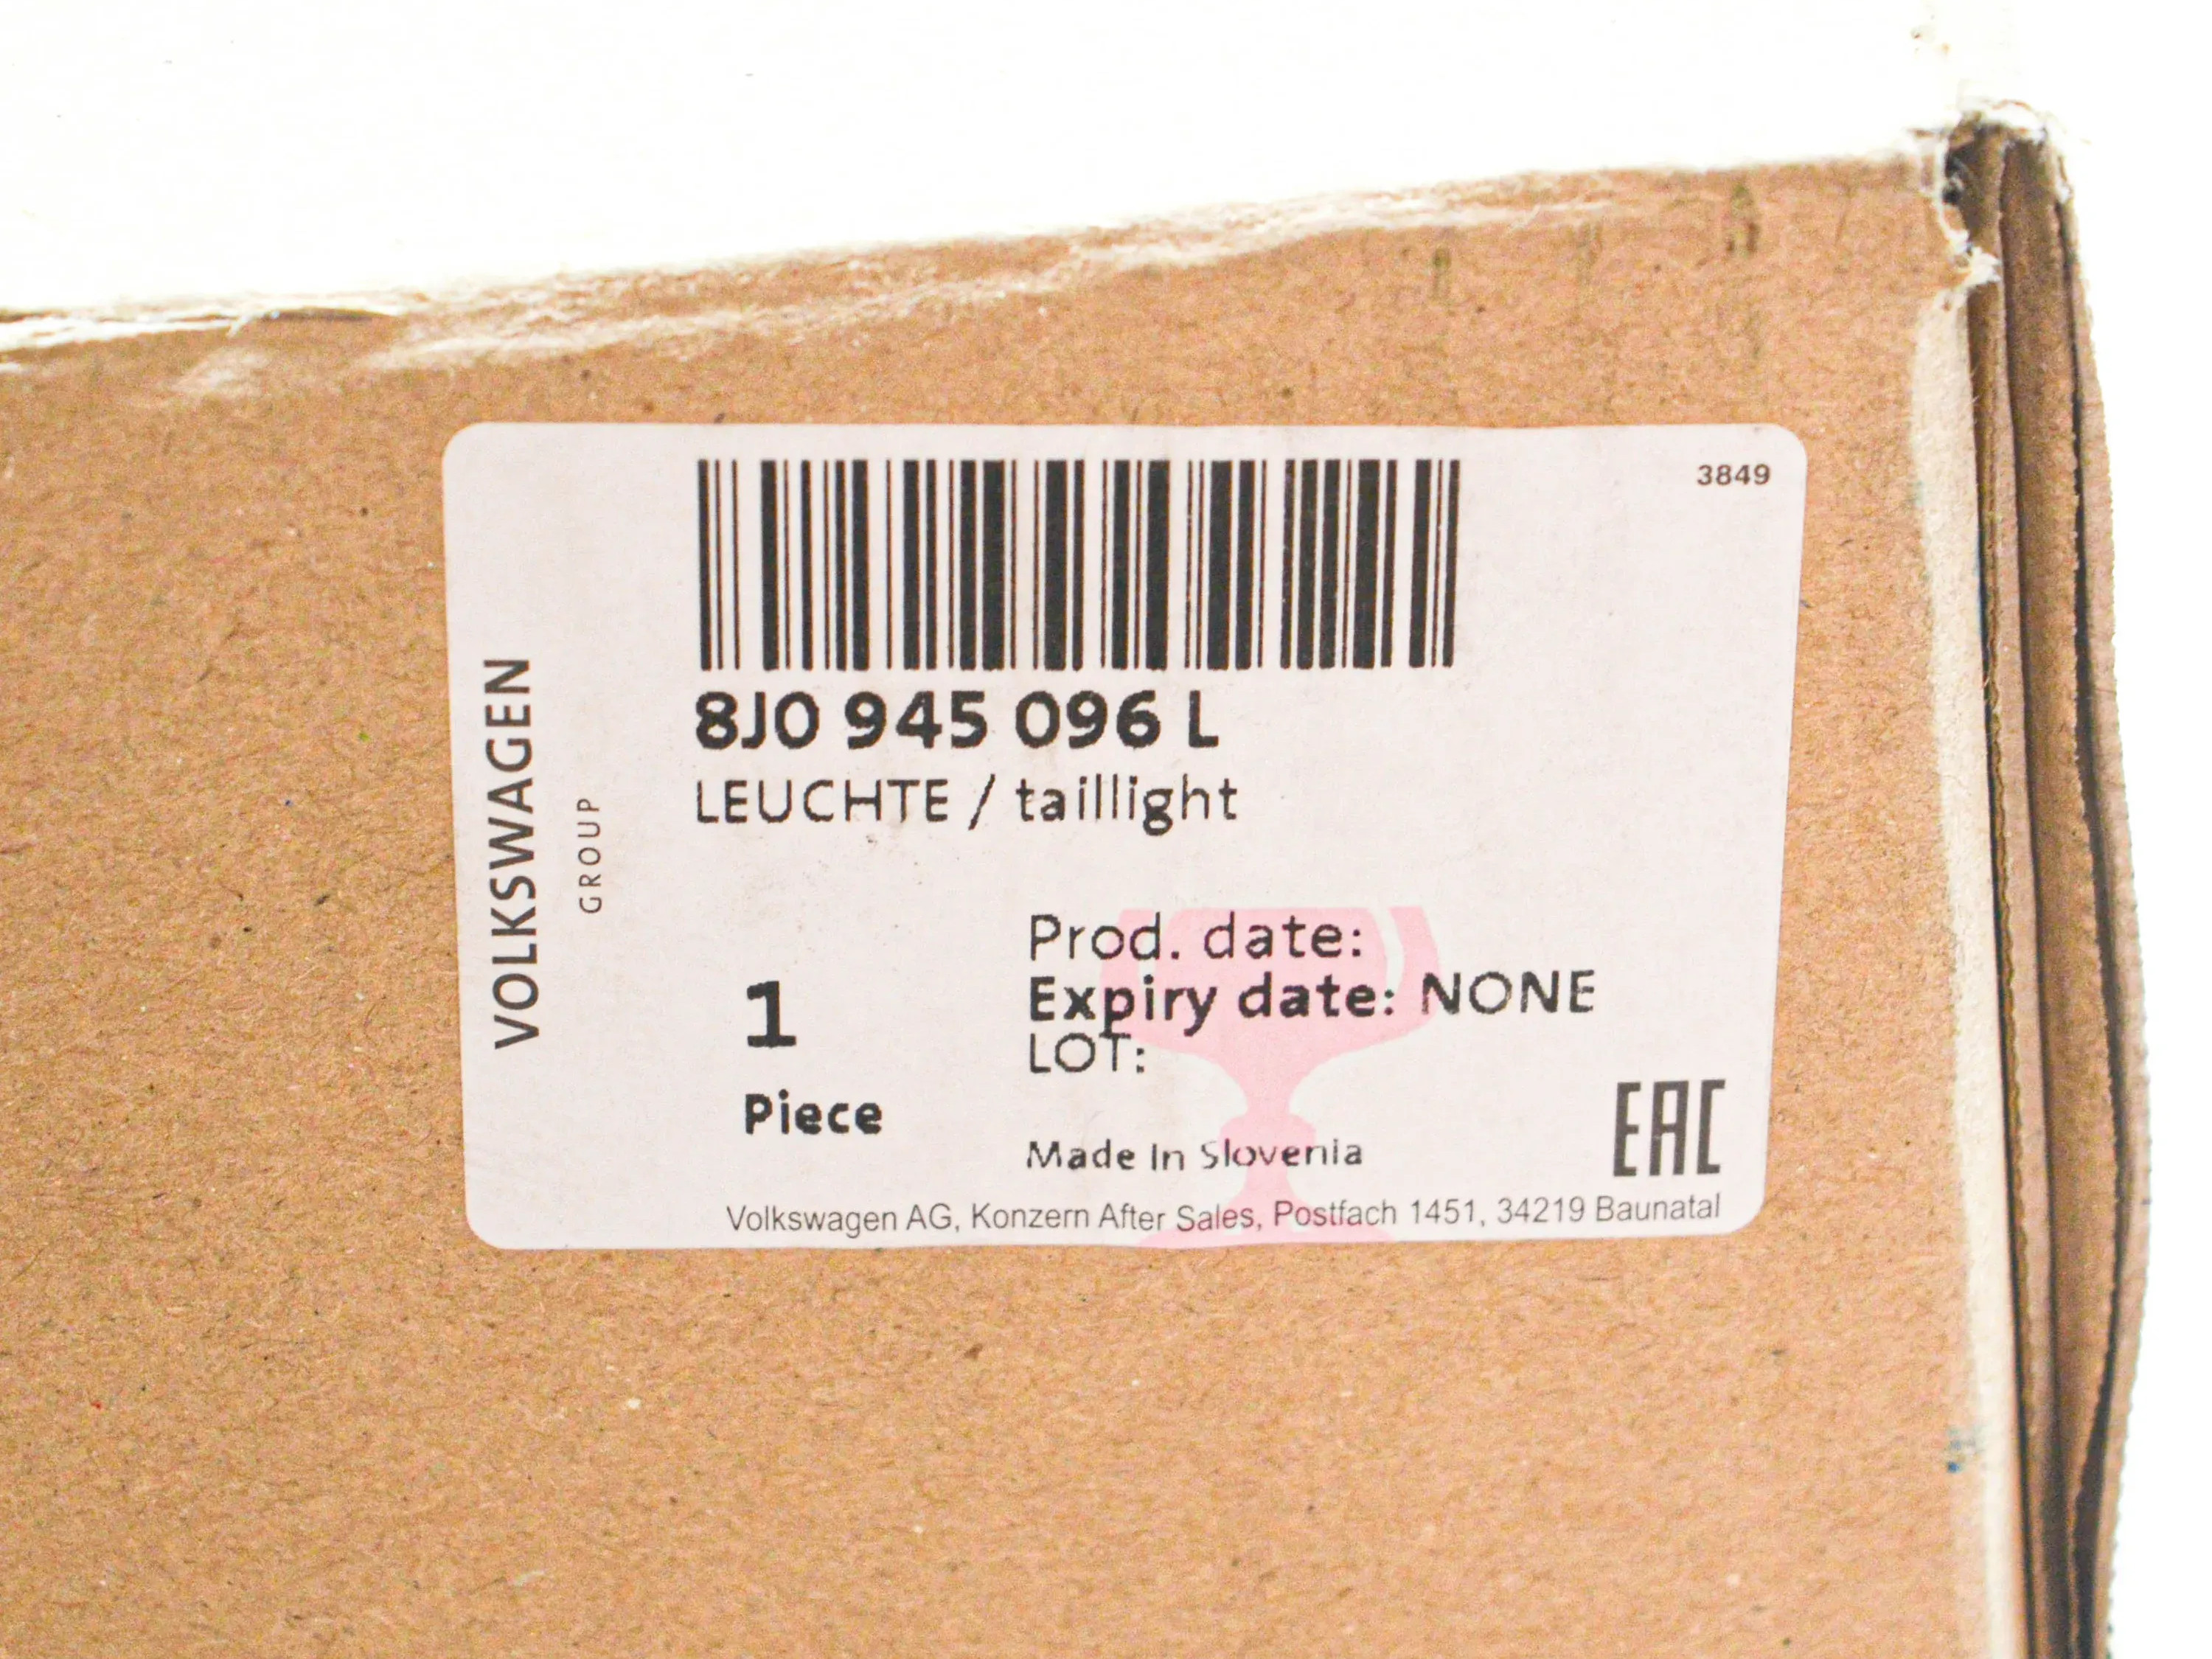 3849
8J0 945 096 L
LEUCHTE / taillight
VOLKSWAGEN
GROUP
Prod. date:
Expiry date: NONE
LOT:
1
Piece
Made In Slovenia
EAC
Volkswagen AG, Konzern After Sales, Postfach 1451, 34219 Baunatal